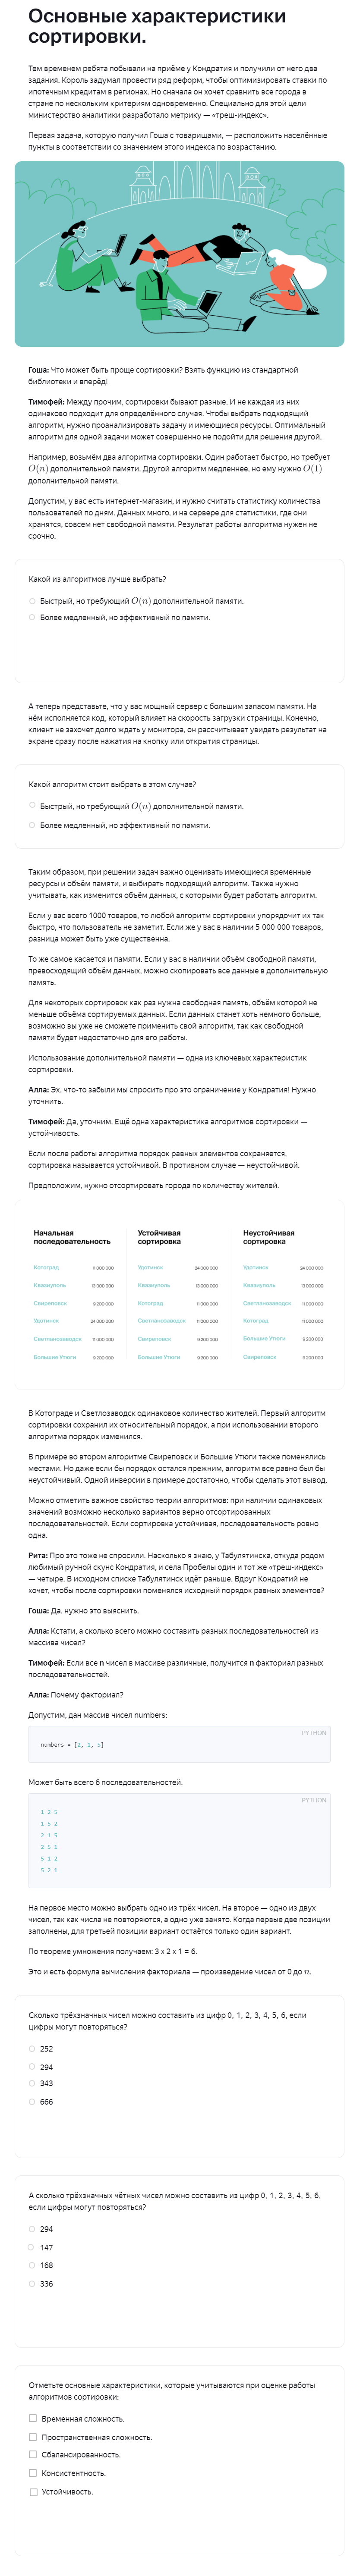 Основные характеристики
сортировки.
Тем временем ребята побывали на приёме у Кондратия и получили от него два
задания. Король задумал провести ряд реформ, чтобы оптимизировать ставки по
ипотечным кредитам в регионах. Но сначала он хочет сравнить все города в
стране по нескольким критериям одновременно. Специально для этой цели
министерство аналитики разработало метрику — «треш-индекс».
Первая задача, которую получил Гоша с товарищами, — расположить населённые
пункты в соответствии со значением этого индекса по возрастанию.
Гоша: Что может быть проще сортировки? Взять функцию из стандартной
библиотеки и вперёд!
Тимофей: Между прочим, сортировки бывают разные. И не каждая из них
одинаково подходит для определённого случая. Чтобы выбрать подходящий
алгоритм, нужно проанализировать задачу и имеющиеся ресурсы. Оптимальный
алгоритм для одной задачи может совершенно не подойти для решения другой.
Например, возьмём два алгоритма сортировки. Один работает быстро, но требует
O(n) дополнительной памяти. Другой алгоритм медленнее, но ему нужно O(1)
дополнительной памяти.
Допустим, у вас есть интернет-магазин, и нужно считать статистику количества
пользователей по дням. Данных много, и на сервере для статистики, где они
хранятся, совсем нет свободной памяти. Результат работы алгоритма нужен не
срочно.
Какой из алгоритмов лучше выбрать?
Быстрый, но требующий O(n) дополнительной памяти.
Более медленный, но эффективный по памяти.
А теперь представьте, что у вас мощный сервер с большим запасом памяти. На
нём исполняется код, который влияет на скорость загрузки страницы. Конечно,
клиент не захочет долго ждать у монитора, он рассчитывает увидеть результат на
экране сразу после нажатия на кнопку или открытия страницы.
Какой алгоритм стоит выбрать в этом случае?
Быстрый, но требующий O(n) дополнительной памяти.
Более медленный, но эффективный по памяти.
Таким образом, при решении задач важно оценивать имеющиеся временные
ресурсы и объём памяти, и выбирать подходящий алгоритм. Также нужно
учитывать, как изменится объём данных, с которыми будет работать алгоритм.
Если у вас всего 1000 товаров, то любой алгоритм сортировки упорядочит их так
быстро, что пользователь не заметит. Если же у вас в наличии 5 000 000 товаров,
разница может быть уже существенна.
То же самое касается и памяти. Если у вас в наличии объём свободной памяти,
превосходящий объём данных, можно скопировать все данные в дополнительную
память.
Для некоторых сортировок как раз нужна свободная память, объём которой не
меньше объёма сортируемых данных. Если данных станет хоть немного больше,
возможно вы уже не сможете применить свой алгоритм, так как свободной
памяти будет недостаточно для его работы.
Использование дополнительной памяти — одна из ключевых характеристик
сортировки.
Алла: Эх, что-то забыли мы спросить про это ограничение у Кондратия! Нужно
уточнить.
Тимофей: Да, уточним. Ещё одна характеристика алгоритмов сортировки —
устойчивость.
Если после работы алгоритма порядок равных элементов сохраняется,
сортировка называется устойчивой. В противном случае — неустойчивой.
Предположим, нужно отсортировать города по количеству жителей.
Начальная Устойчивая Неустойчивая
последовательность сортировка сортировка
Котоград 11 000 000 Удотинск 24 000 000 Удотинск 24 000 000
Квазиуполь 13 000 000 Квазиуполь 13 000 000 Квазиуполь 13 000 000
Свиреповск 9 200 000 Котоград 11 000 000 Светланозаводск 11 000 000
Удотинск 24 000 000 Светланозаводск 11 000 000 Котоград 11 000 000
Светланозаводск 11 000 000 Свиреповск 9 200 000 Большие Утюги 9 200 000
Большие Утюги 9 200 000 Большие Утюги 9 200 000 Свиреповск 9 200 000
В Котограде и Светлозаводск одинаковое количество жителей. Первый алгоритм
сортировки сохранил их относительный порядок, а при использовании второго
алгоритма порядок изменился.
В примере во втором алгоритме Свиреповск и Большие Утюги также поменялись
местами. Но даже если бы порядок остался прежним, алгоритм все равно был бы
неустойчивый. Одной инверсии в примере достаточно, чтобы сделать этот вывод.
Можно отметить важное свойство теории алгоритмов: при наличии одинаковых
значений возможно несколько вариантов верно отсортированных
последовательностей. Если сортировка устойчивая, последовательность ровно
одна.
Рита: Про это тоже не спросили. Насколько я знаю, у Табулятинска, откуда родом
любимый ручной скунс Кондратия, и села Пробелы один и тот же «треш-индекс»
— четыре. В исходном списке Табулятинск идёт раньше. Вдруг Кондратий не
хочет, чтобы после сортировки поменялся исходный порядок равных элементов?
Гоша: Да, нужно это выяснить.
Алла: Кстати, а сколько всего можно составить разных последовательностей из
массива чисел?
Тимофей: Если все n чисел в массиве различные, получится n факториал разных
последовательностей.
Алла: Почему факториал?
Допустим, дан массив чисел numbers:
PYTHON
numbers = [2, 1, 5]
Может быть всего 6 последовательностей.
PYTHON
1 2 5
1 5 2
2 1 5
2 5 1
5 1 2
5 2 1
На первое место можно выбрать одно из трёх чисел. На второе — одно из двух
чисел, так как числа не повторяются, а одно уже занято. Когда первые две позиции
заполнены, для третьей позиции вариант остаётся только один вариант.
По теореме умножения получаем: 3 x 2 x 1 = 6.
Это и есть формула вычисления факториала — произведение чисел от 0 до n.
Сколько трёхзначных чисел можно составить из цифр 0, 1, 2, 3, 4, 5, 6, если
цифры могут повторяться?
252
294
343
666
А сколько трёхзначных чётных чисел можно составить из цифр 0, 1, 2, 3, 4, 5, 6,
если цифры могут повторяться?
294
147
168
336
Отметьте основные характеристики, которые учитываются при оценке работы
алгоритмов сортировки:
Временная сложность.
Пространственная сложность.
Сбалансированность.
Консистентность.
Устойчивость.